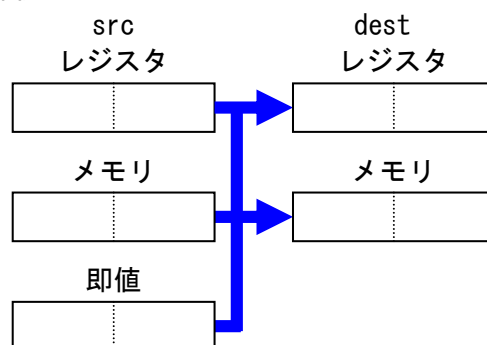 src dest
レジスタ レジスタ
メモリ メモリ
即値